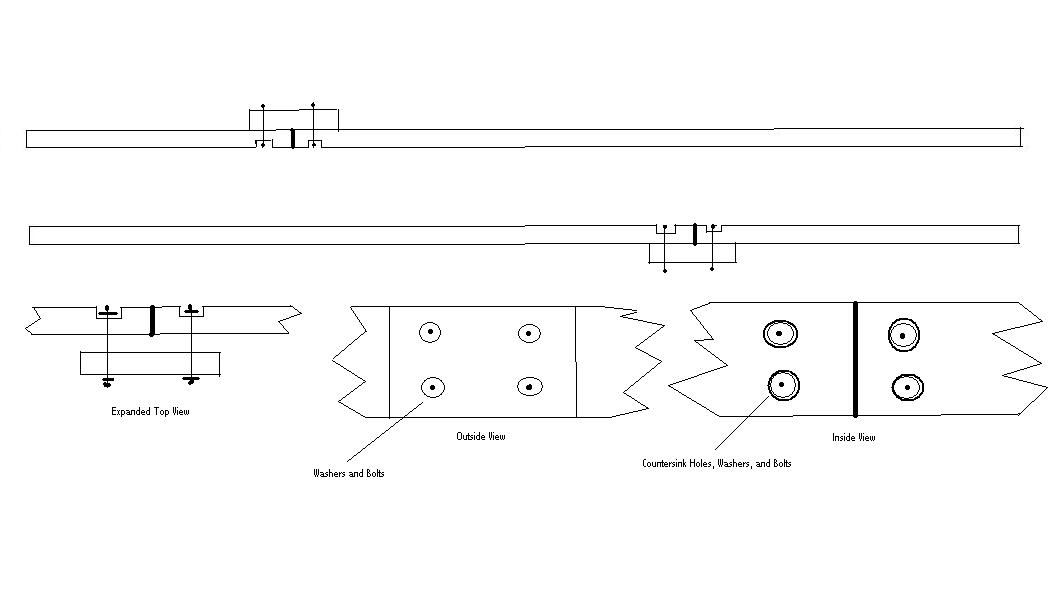 Expanded Top View
Outside View
Inside View
Countersink Holes, Washers, and Bolts
Washers and Bolts